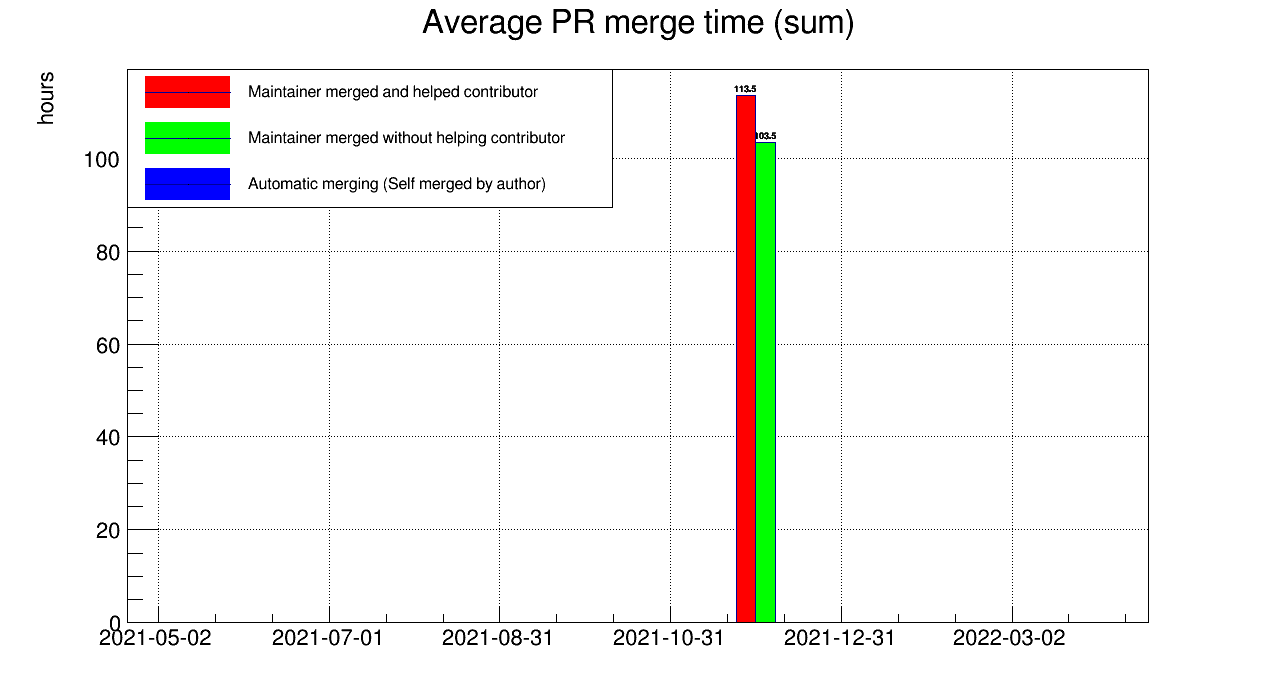 Average PR merge time (sum)
hours
Maintainer merged and helped contributor
Maintainer merged without helping contributor
Automatic merging (Self merged by author)
113.5
103.5
100
80
60
40
20
0
2021-05-02 2021-07-01 2021-08-31 2021-10-31 2021-12-31 2022-03-02